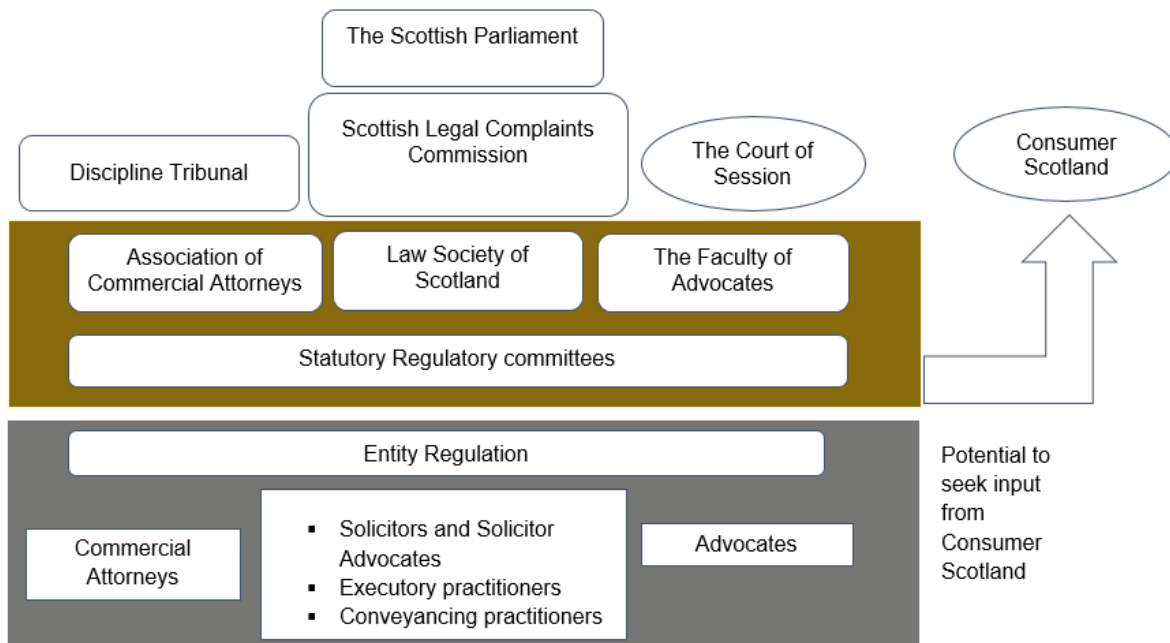 The Scottish Parliament
Scottish Legal Complaints
Commission
Discipline Tribunal
The Court of
Session
Consumer
Scotland
Association of
Commercial Attorneys
Law Society of
Scotland
The Faculty of
Advocates
Statutory Regulatory committees
Entity Regulation
Commercial
Attorneys
▪ Solicitors and Solicitor
Advocates
▪ Executory practitioners
▪ Conveyancing practitioners
Advocates
Potential to
seek input
from
Consumer
Scotland